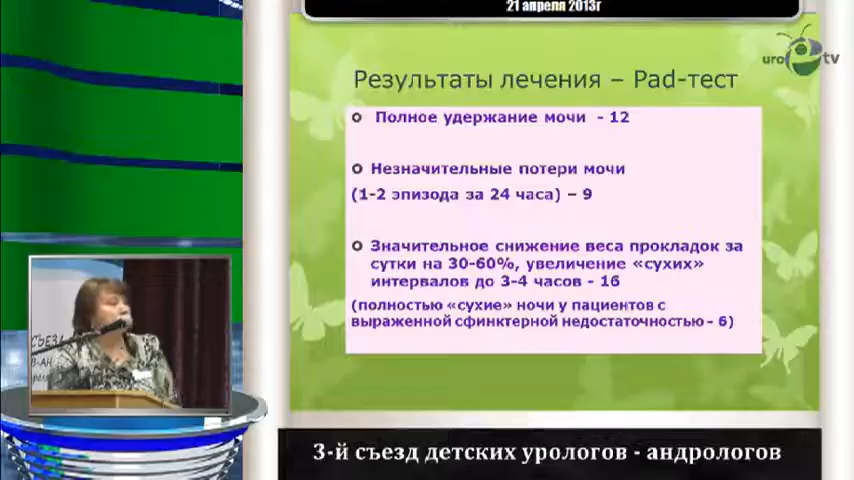 21 апреля 2013г
uro tv
Результаты лечения – Pad-тест
Полное удержание мочи - 12
Незначительные потери мочи
(1-2 эпизода за 24 часа) – 9
Значительное снижение веса прокладок за
сутки на 30-60%, увеличение «сухих»
интервалов до 3-4 часов - 16
(полностью «сухие» ночи у пациентов с
выраженной сфинктерной недостаточностью - 6)
СЪЕЗД
3-й съезд детских урологов - андрологов